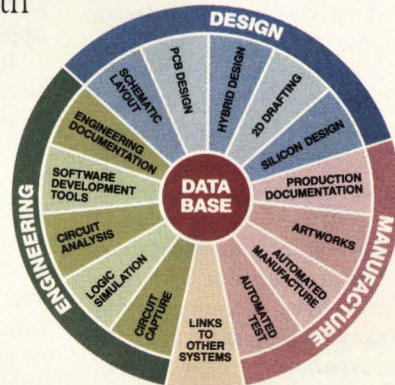 th
DESIGN
SCHEMATIC
LAYOUT
PCB DESIGN
HYBRID DESIGN
2D DRAFTING
SILICON DESIGN
MANUFACTURE
PRODUCTION
DOCUMENTATION
ARTWORKS
AUTOMATED
MANUFACTURE
AUTOMATED
TEST
LINKS
TO
OTHER
SYSTEMS
ENGINEERING
CIRCUIT
CAPTURE
LOGIC
SIMULATION
CIRCUIT
ANALYSIS
SOFTWARE
DEVELOPMENT
TOOLS
ENGINEERING
DOCUMENTATION
DATA
BASE